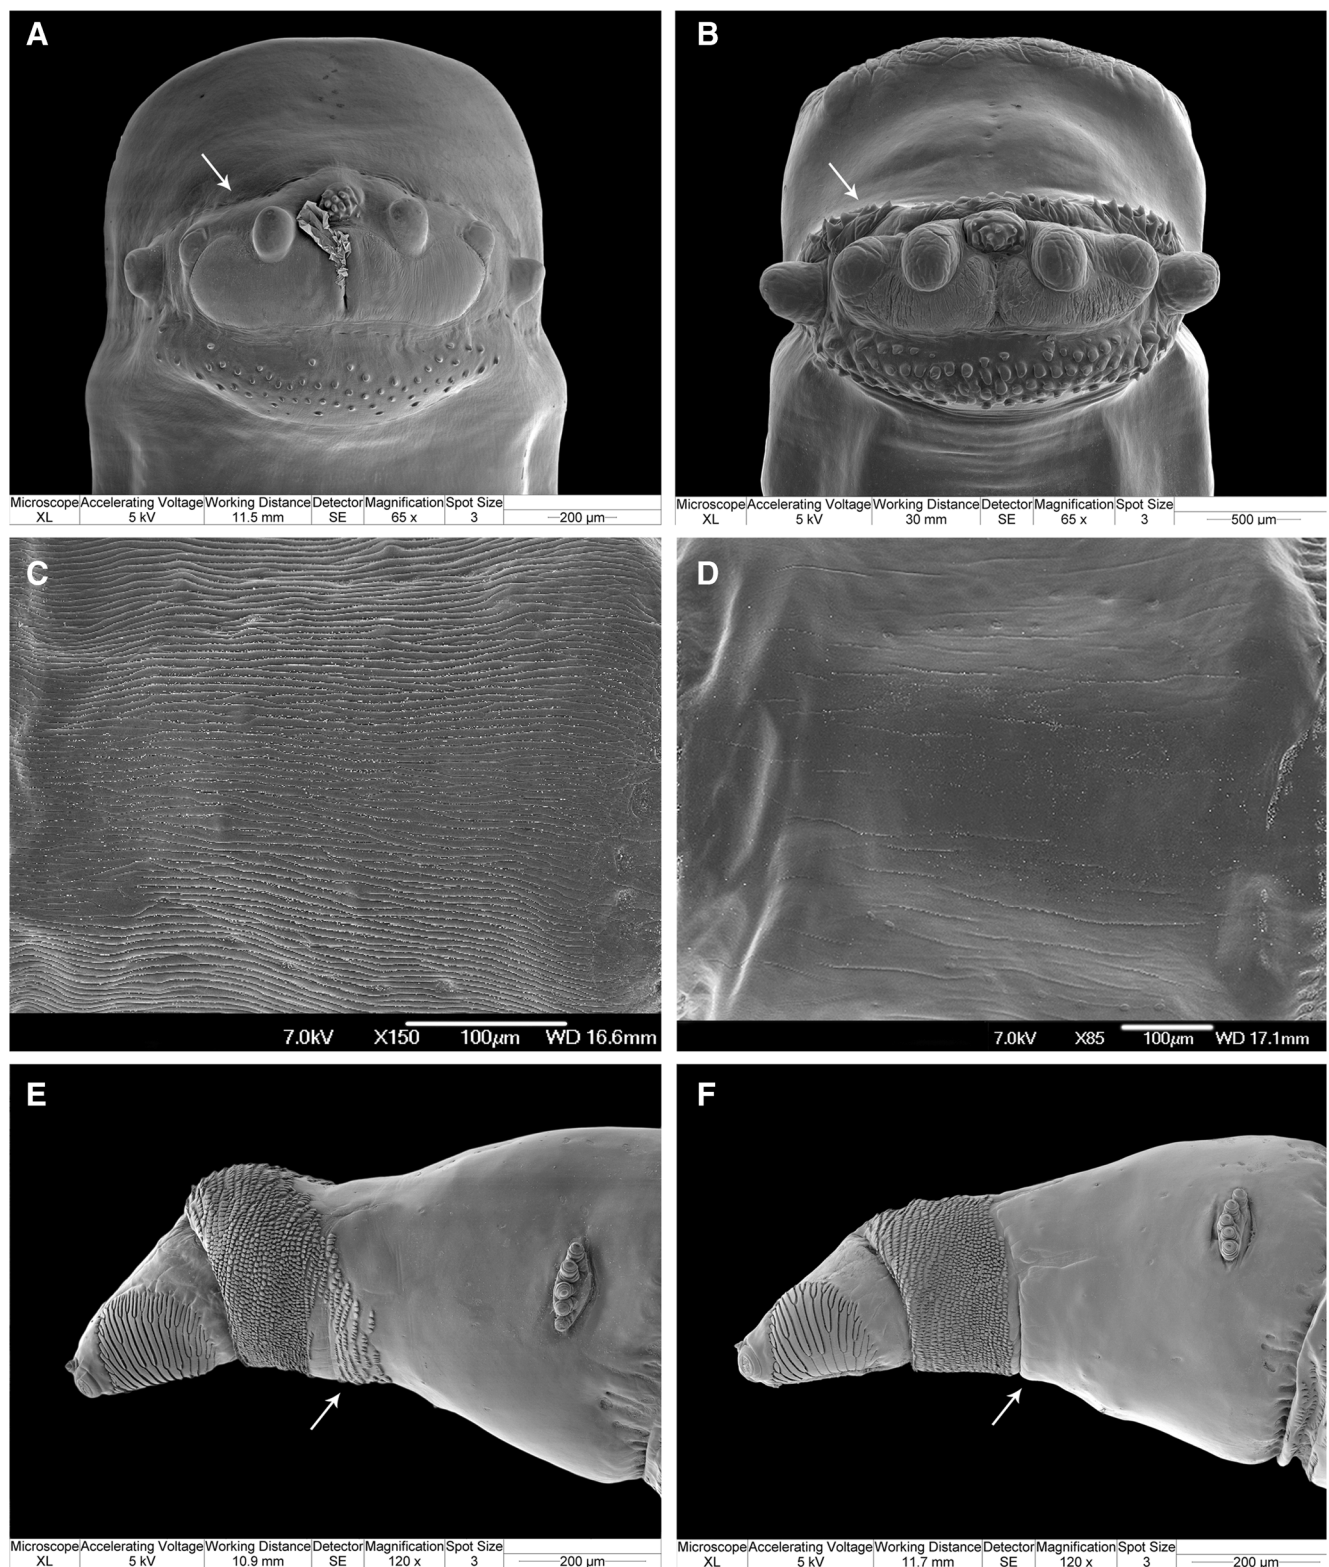 A
B
Microscope Accelerating Voltage Working Distance Detector Magnification Spot Size
XL 5 kV 11.5 mm SE 65 x 3 200 µm
Microscope Accelerating Voltage Working Distance Detector Magnification Spot Size
XL 5 kV 30 mm SE 65 x 3 500 µm
C
D
7.0kV X150 100µm WD 16.6mm
7.0kV X85 100µm WD 17.1mm
E
F
Microscope Accelerating Voltage Working Distance Detector Magnification Spot Size
XL 5 kV 10.9 mm SE 120 x 3 200 µm
Microscope Accelerating Voltage Working Distance Detector Magnification Spot Size
XL 5 kV 11.7 mm SE 120 x 3 200 µm